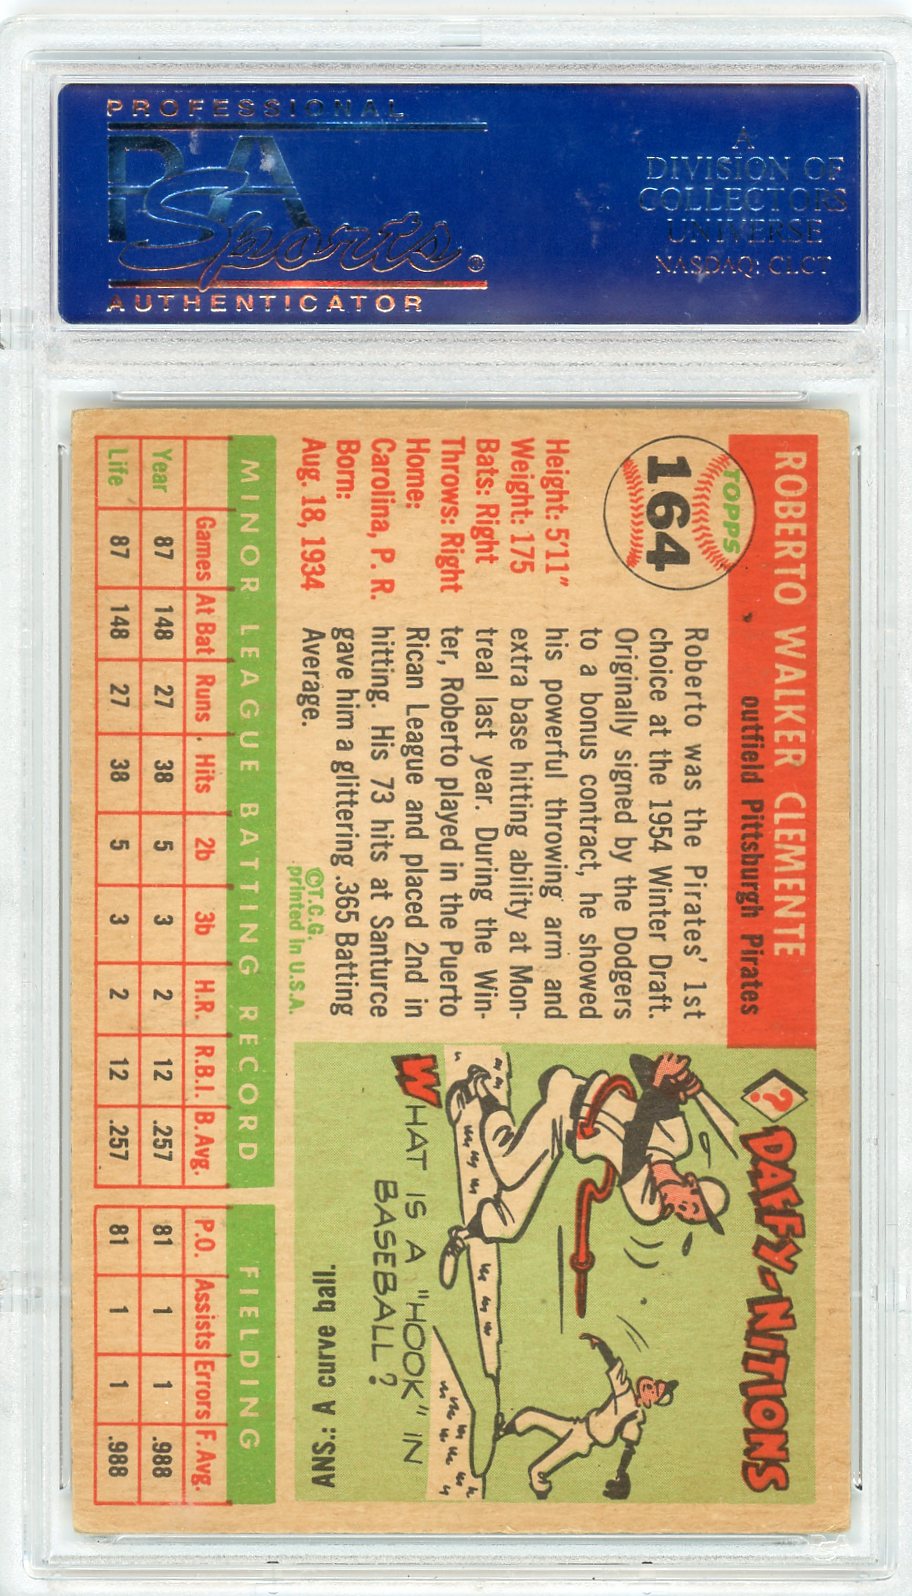 PROFESSIONAL
PSA
Sports®
AUTHENTICATOR
A
DIVISION OF
COLLECTORS
UNIVERSE
NASDAQ: CLCT
TOPPS
164
ROBERTO WALKER CLEMENTE
outfield Pittsburgh Pirates
Height: 5'11"
Weight: 175
Bats: Right
Throws: Right
Home:
Carolina, P. R.
Born:
Aug. 18, 1934
Roberto was the Pirates' 1st
choice at the 1954 Winter Draft.
Originally signed by the Dodgers
to a bonus contract, he showed
his powerful throwing arm and
extra base hitting ability at Mon-
treal last year. During the Win-
ter, Roberto played in the Puerto
Rican League and placed 2nd in
hitting. His 73 hits at Santurce
gave him a glittering .365 Batting
Average.
©T.C.G.
printed in U.S.A.
?
DAFFY-NITIONS
WHAT IS A "HOOK" IN
BASEBALL?
ANS.: A curve ball.
MINOR LEAGUE BATTING RECORD FIELDING
Games At Bat Runs Hits 2b 3b H.R. R.B.I. B.Avg. P.O. Assists Errors F.Avg.
Year 87 148 27 38 5 3 2 12 .257 81 1 1 .988
Life 87 148 27 38 5 3 2 12 .257 81 1 1 .988